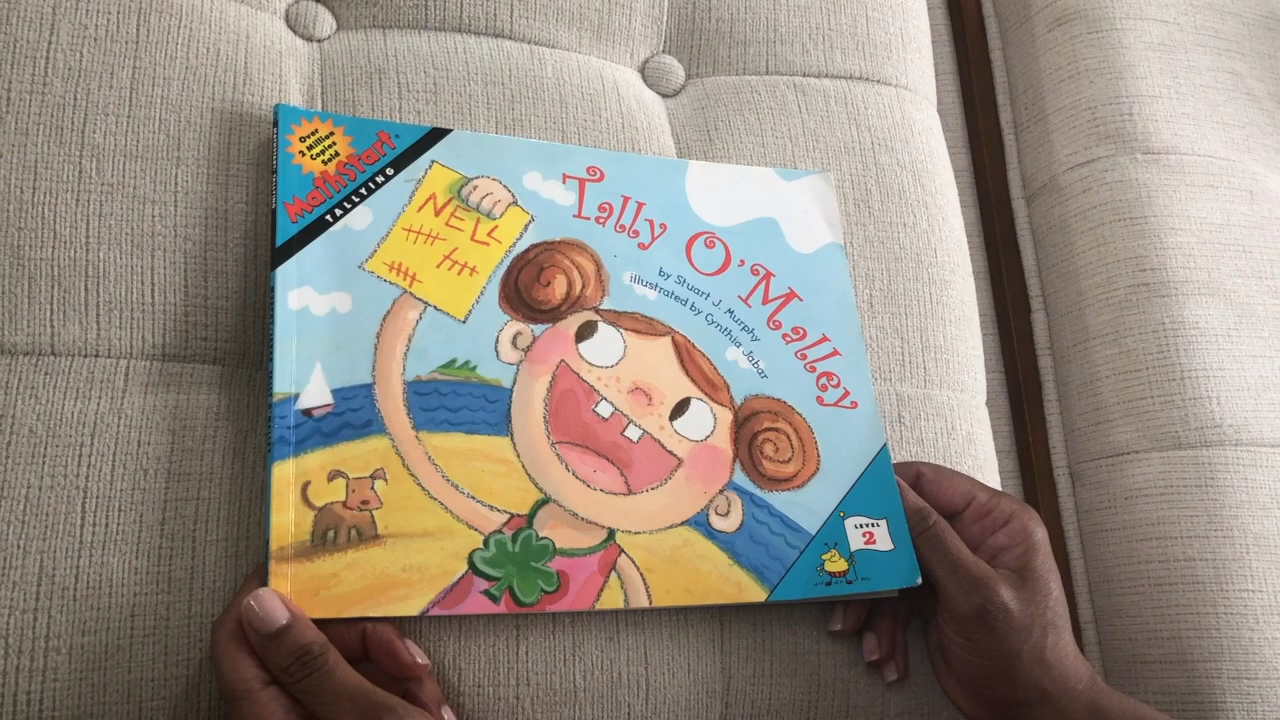 Over
2 Million
Copies
Sold
MathStart®
TALLYING
NELL
Tally O'Malley
by Stuart J. Murphy
illustrated by Cynthia Jabar
LEVEL
2